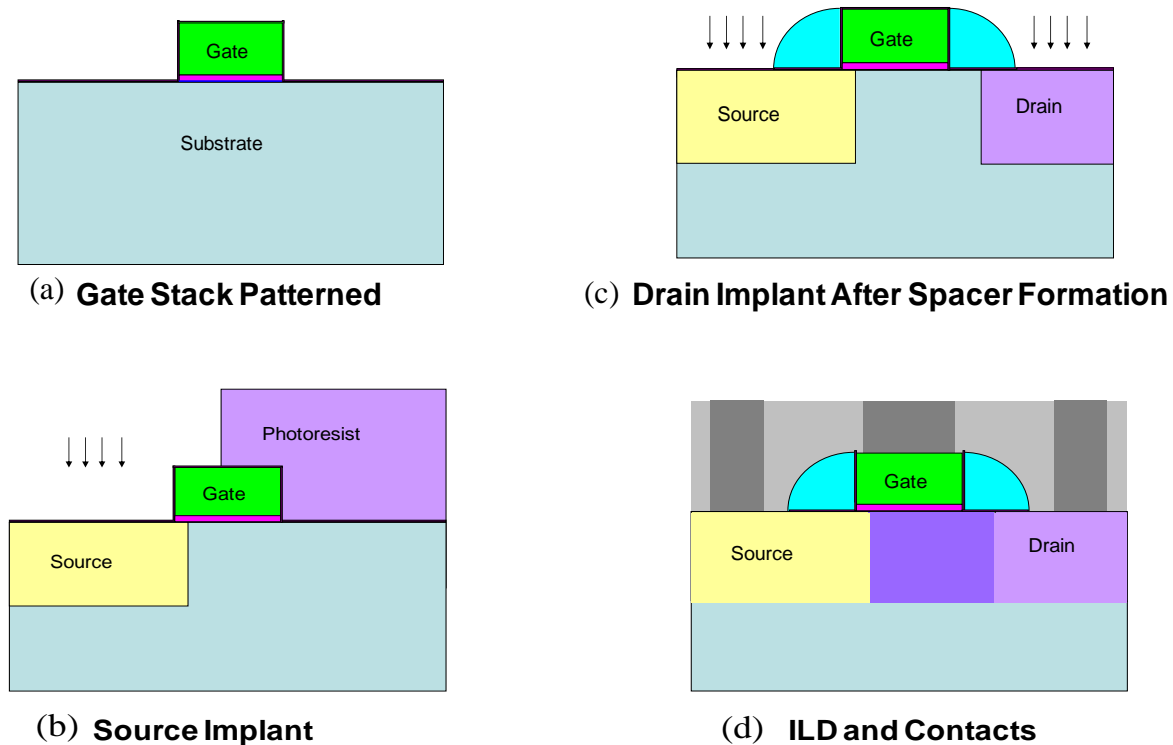 Gate
Substrate
(a) Gate Stack Patterned
Gate
Source
Drain
(c) Drain Implant After Spacer Formation
Photoresist
Gate
Source
(b) Source Implant
Gate
Source
Drain
(d) ILD and Contacts